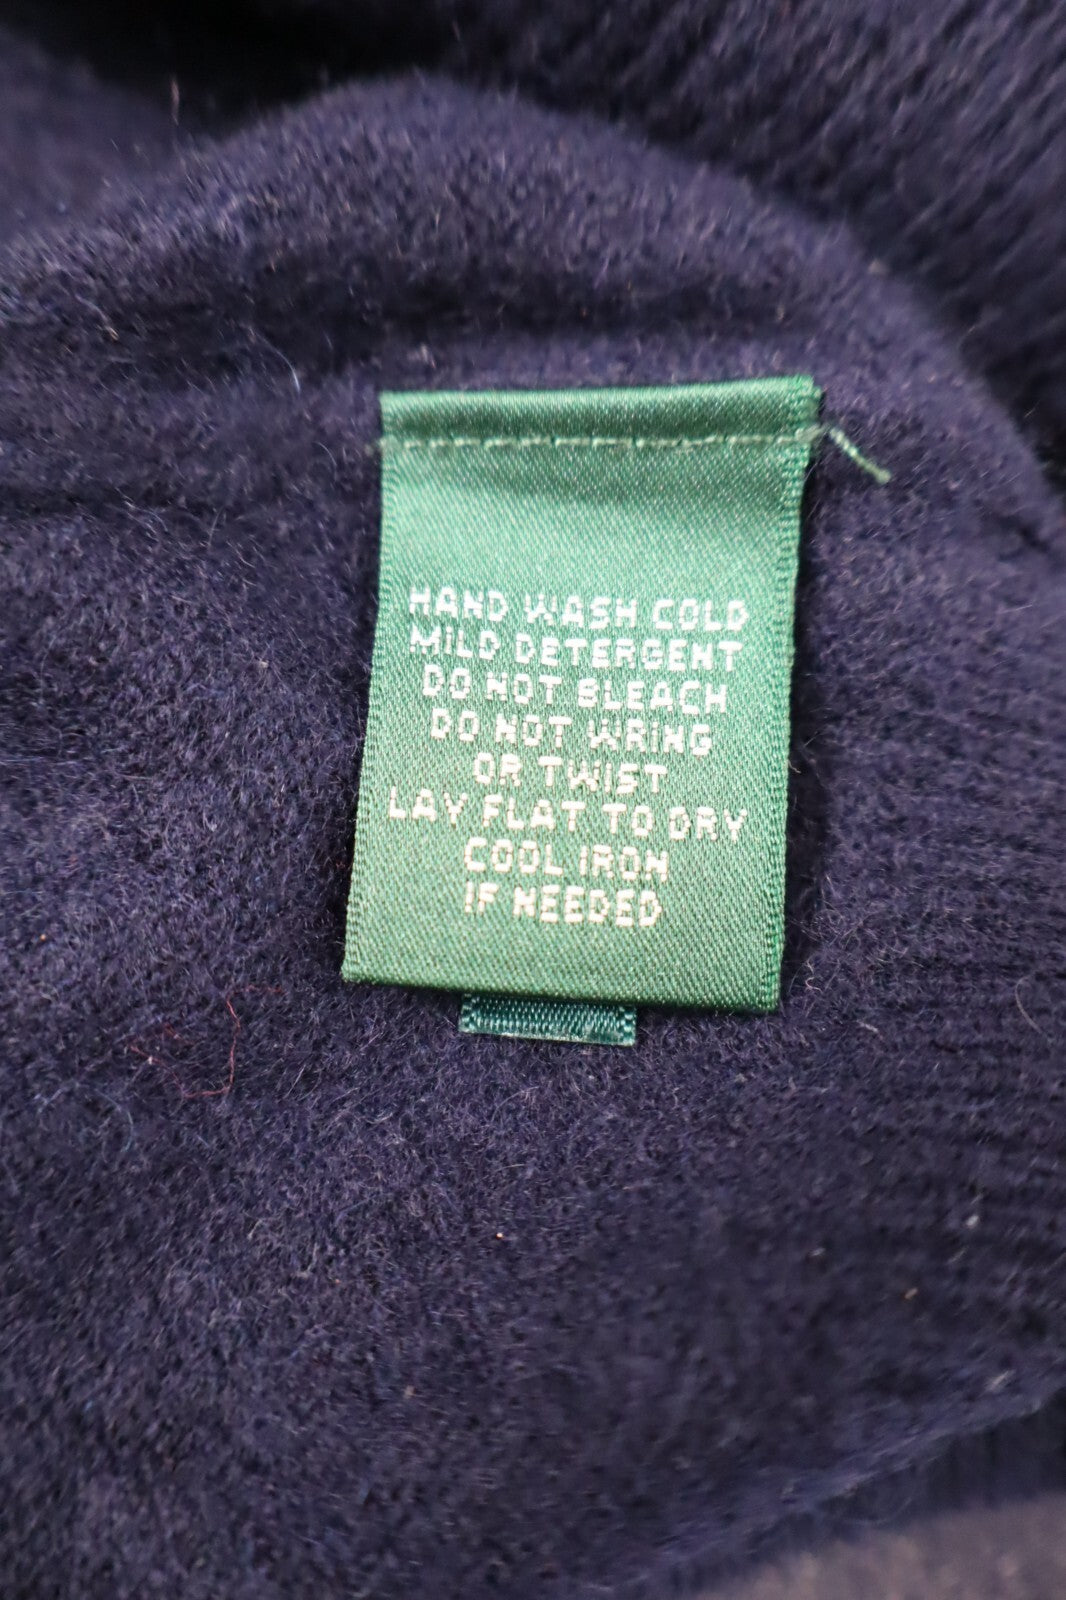 HAND WASH COLD
MILD DETERGENT
DO NOT BLEACH
DO NOT WRING
OR TWIST
LAY FLAT TO DRY
COOL IRON
IF NEEDED